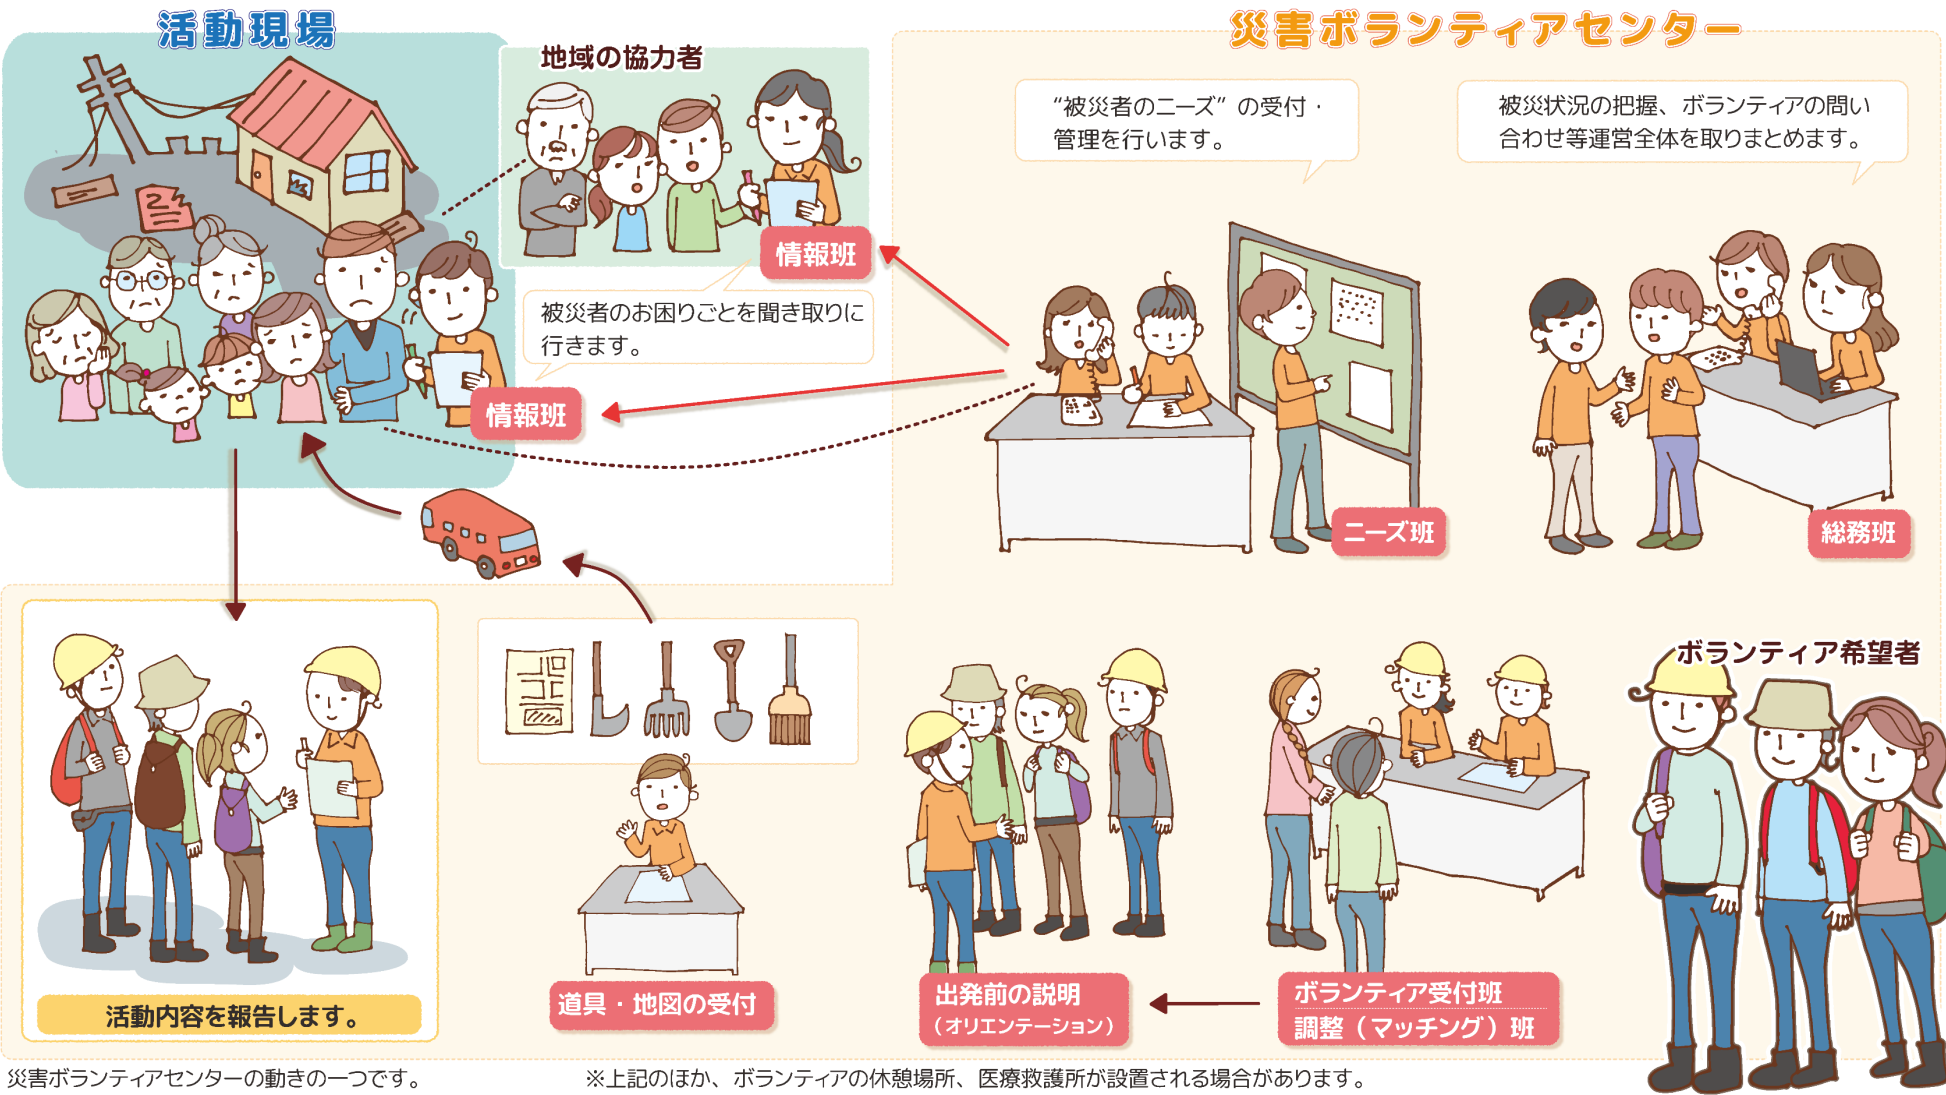 活動現場
地域の協力者
情報班
被災者のお困りごとを聞き取りに
行きます。
情報班
災害ボランティアセンター
“被災者のニーズ”の受付・
管理を行います。
被災状況の把握、ボランティアの問い
合わせ等運営全体を取りまとめます。
ニーズ班
総務班
ボランティア希望者
ボランティア受付班
調整（マッチング）班
出発前の説明
（オリエンテーション）
道具・地図の受付
活動内容を報告します。
災害ボランティアセンターの動きの一つです。
※上記のほか、ボランティアの休憩場所、医療救護所が設置される場合があります。